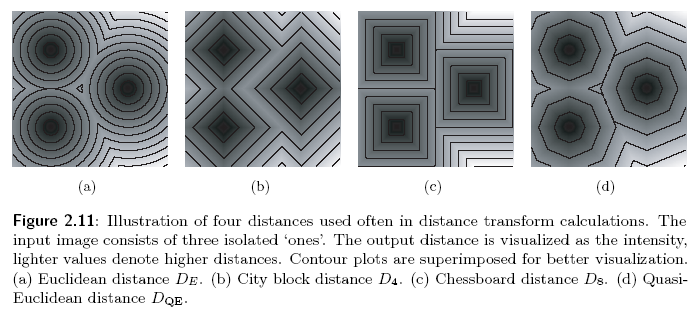 (a) (b) (c) (d)
Figure 2.11: Illustration of four distances used often in distance transform calculations. The
input image consists of three isolated ‘ones’. The output distance is visualized as the intensity,
lighter values denote higher distances. Contour plots are superimposed for better visualization.
(a) Euclidean distance D_E. (b) City block distance D_4. (c) Chessboard distance D_8. (d) Quasi-
Euclidean distance D_QE.